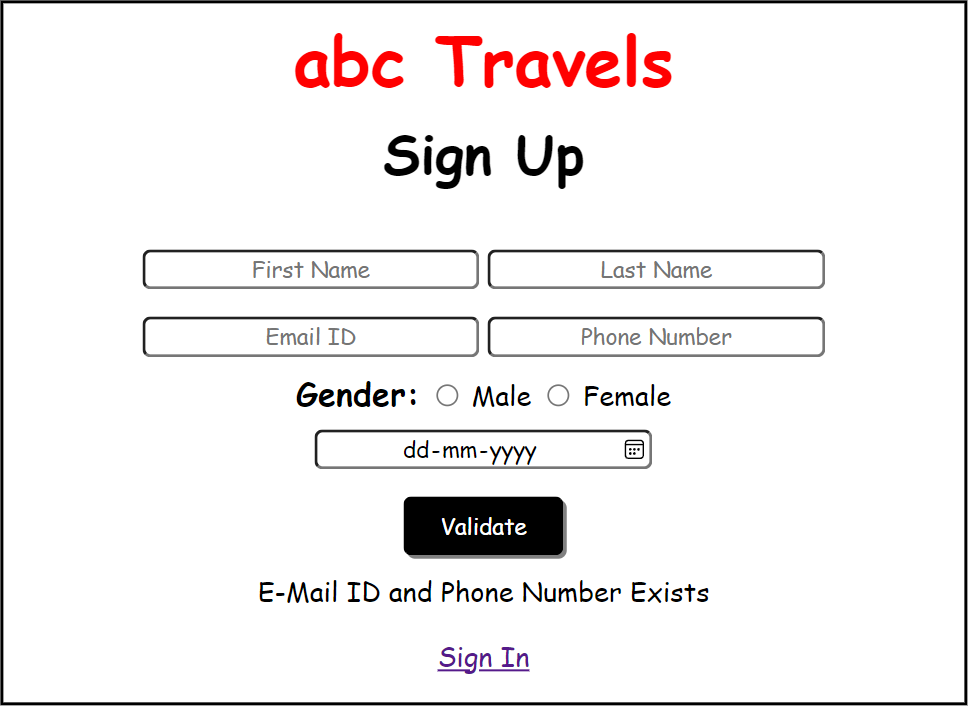 abc Travels
Sign Up
First Name Last Name
Email ID Phone Number
Gender: Male Female
dd-mm-yyyy
Validate
E-Mail ID and Phone Number Exists
Sign In